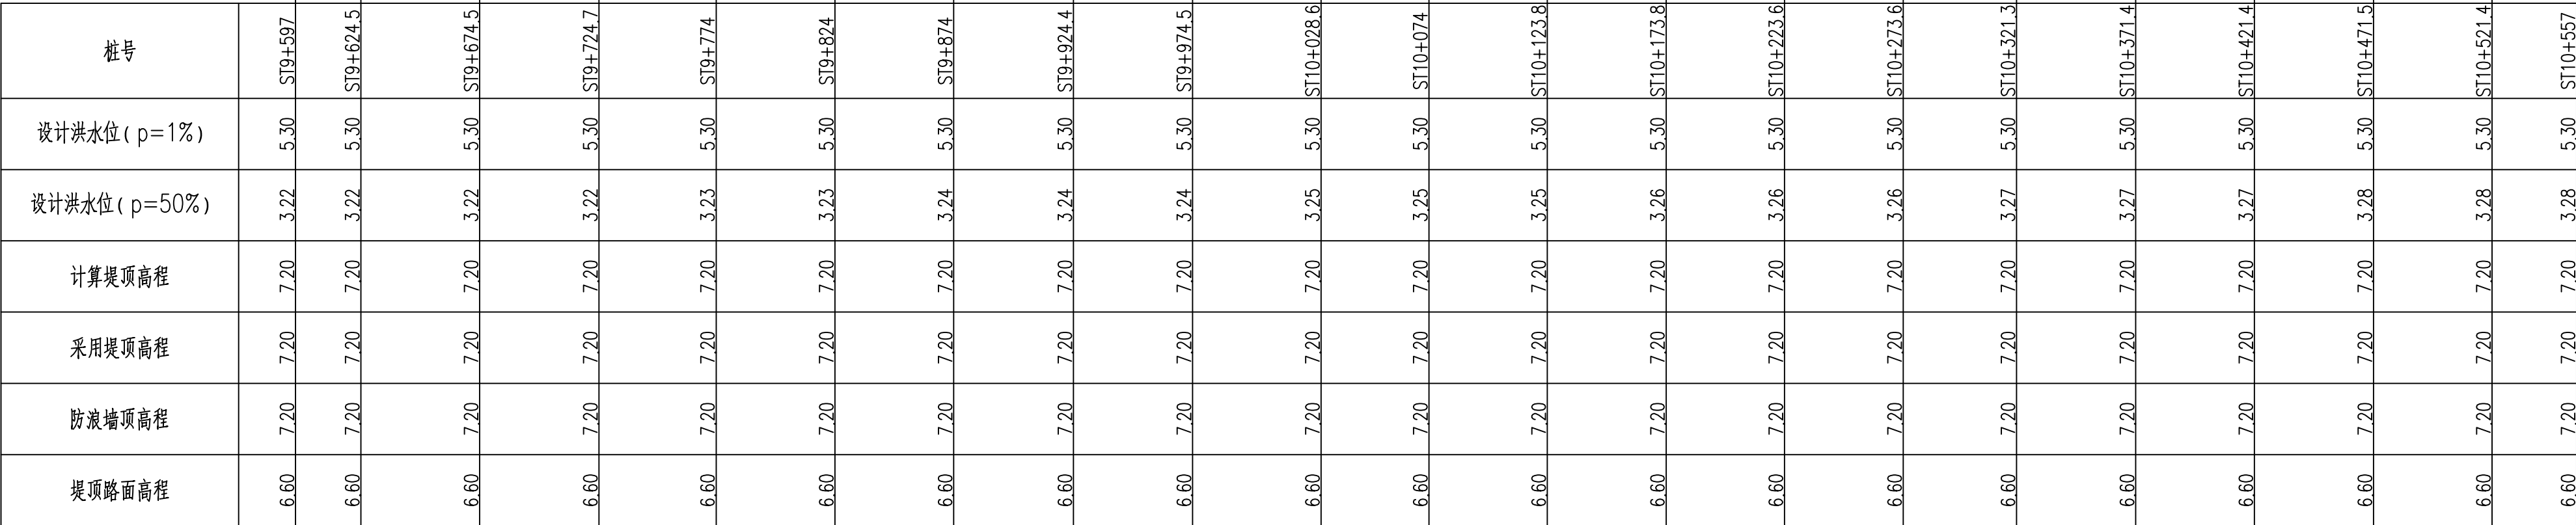 桩号 ST9+597 ST9+624.5 ST9+674.5 ST9+724.7 ST9+774 ST9+824 ST9+874 ST9+924.4 ST9+974.5 ST10+028.6 ST10+074 ST10+123.8 ST10+173.8 ST10+223.6 ST10+273.6 ST10+321.3 ST10+371.4 ST10+421.4 ST10+471.5 ST10+521.4 ST10+557
设计洪水位(p=1%) 5.30 5.30 5.30 5.30 5.30 5.30 5.30 5.30 5.30 5.30 5.30 5.30 5.30 5.30 5.30 5.30 5.30 5.30 5.30 5.30 5.30
设计洪水位(p=50%) 3.22 3.22 3.22 3.22 3.23 3.23 3.24 3.24 3.24 3.25 3.25 3.25 3.26 3.26 3.26 3.27 3.27 3.27 3.28 3.28 3.28
计算堤顶高程 7.20 7.20 7.20 7.20 7.20 7.20 7.20 7.20 7.20 7.20 7.20 7.20 7.20 7.20 7.20 7.20 7.20 7.20 7.20 7.20 7.20
采用堤顶高程 7.20 7.20 7.20 7.20 7.20 7.20 7.20 7.20 7.20 7.20 7.20 7.20 7.20 7.20 7.20 7.20 7.20 7.20 7.20 7.20 7.20
防浪墙顶高程 7.20 7.20 7.20 7.20 7.20 7.20 7.20 7.20 7.20 7.20 7.20 7.20 7.20 7.20 7.20 7.20 7.20 7.20 7.20 7.20 7.20
堤顶路面高程 6.60 6.60 6.60 6.60 6.60 6.60 6.60 6.60 6.60 6.60 6.60 6.60 6.60 6.60 6.60 6.60 6.60 6.60 6.60 6.60 6.60